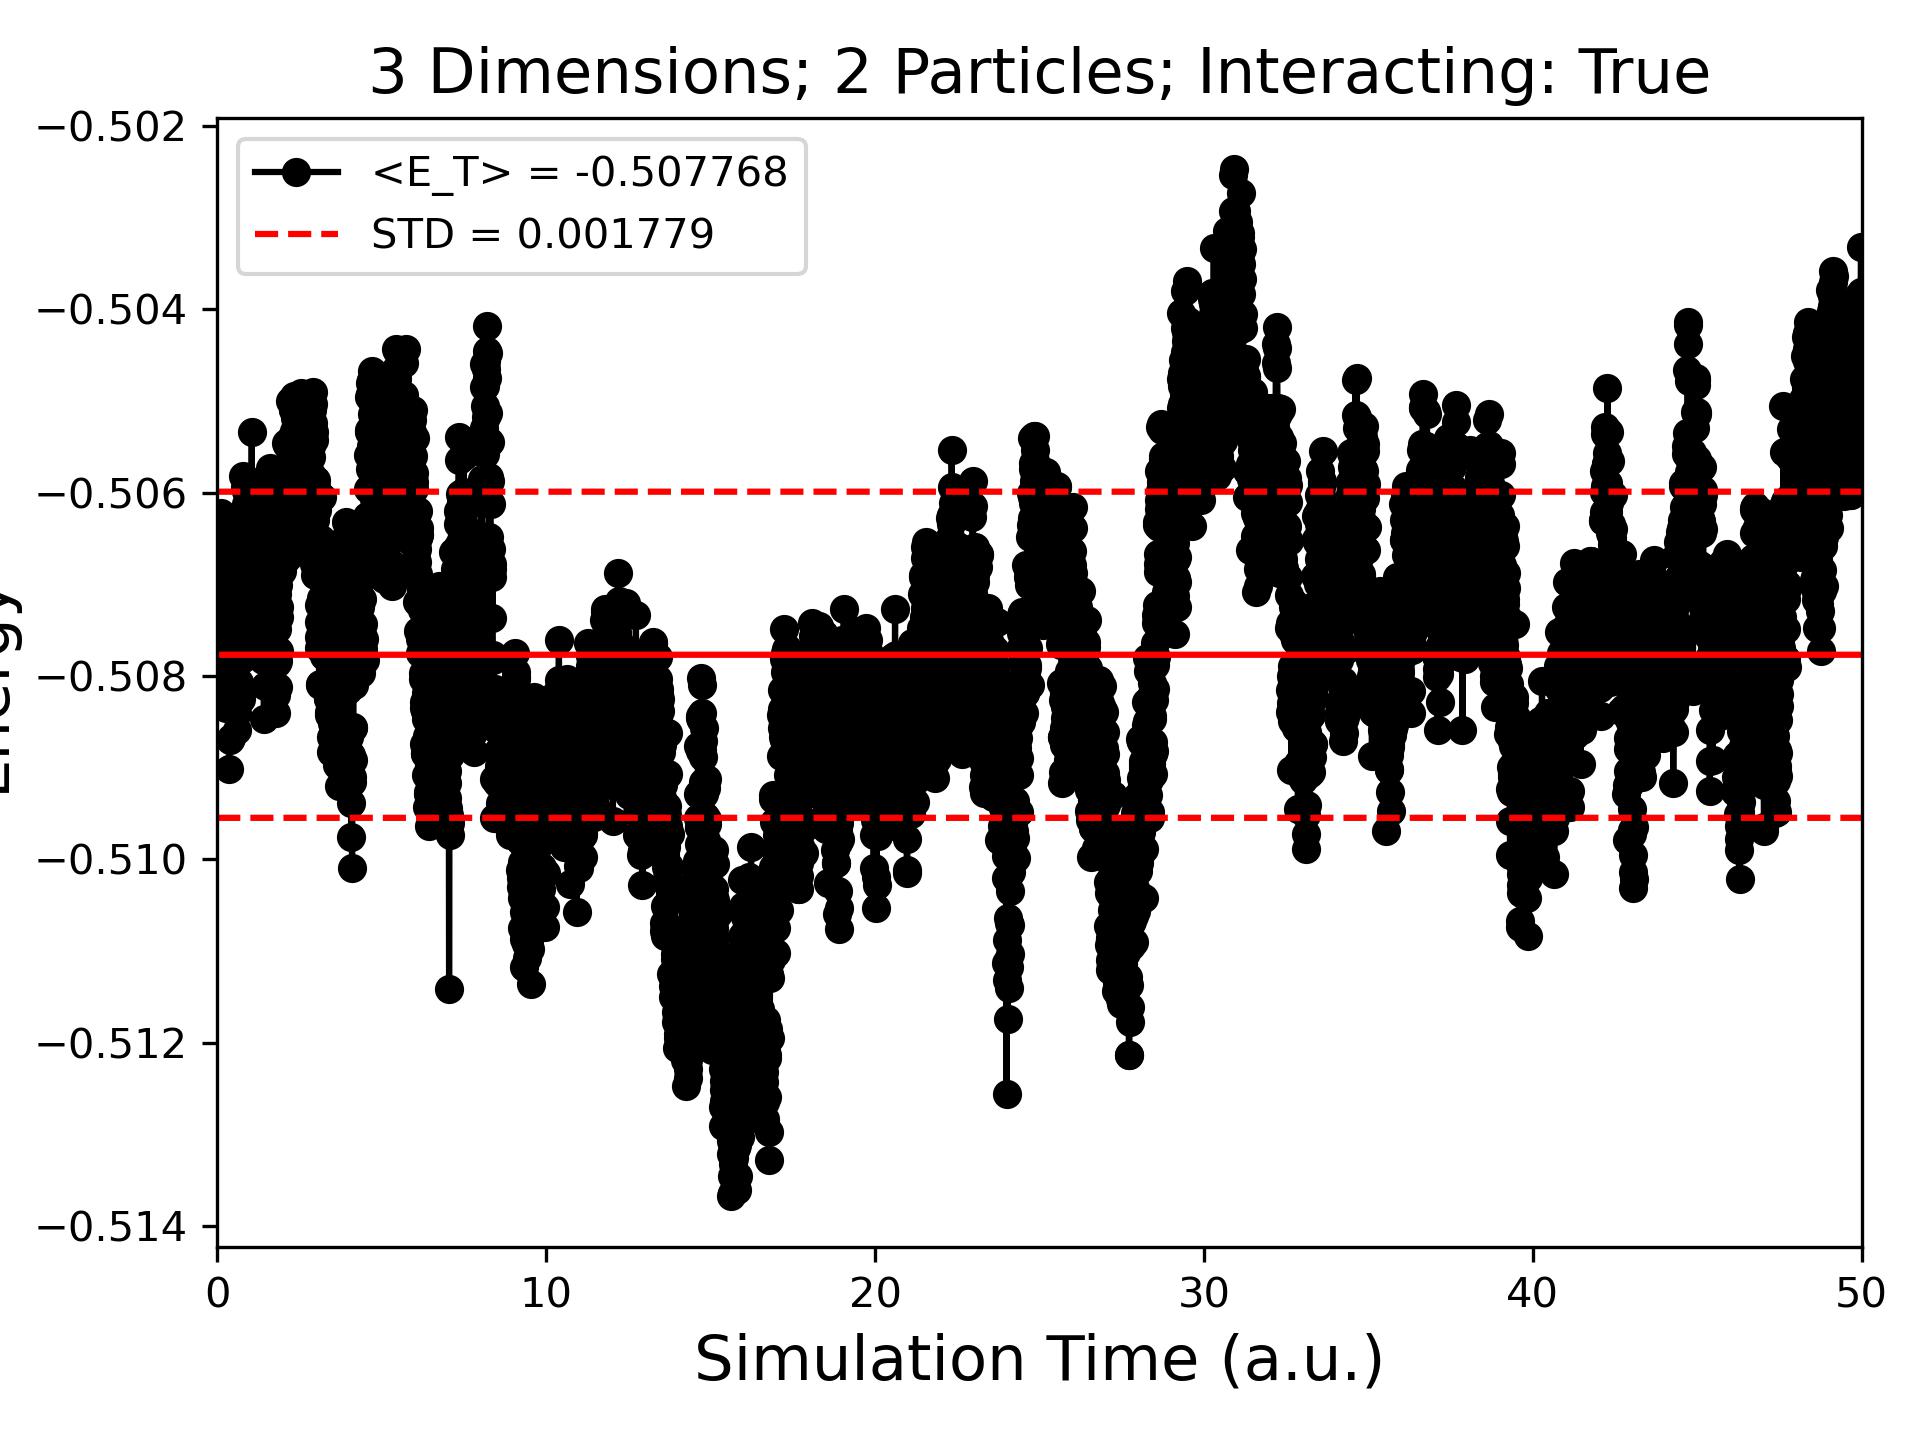 3 Dimensions; 2 Particles; Interacting: True
<E_T> = -0.507768
STD = 0.001779
−0.502
−0.504
−0.506
−0.508
−0.510
−0.512
−0.514
Energy
0 10 20 30 40 50
Simulation Time (a.u.)